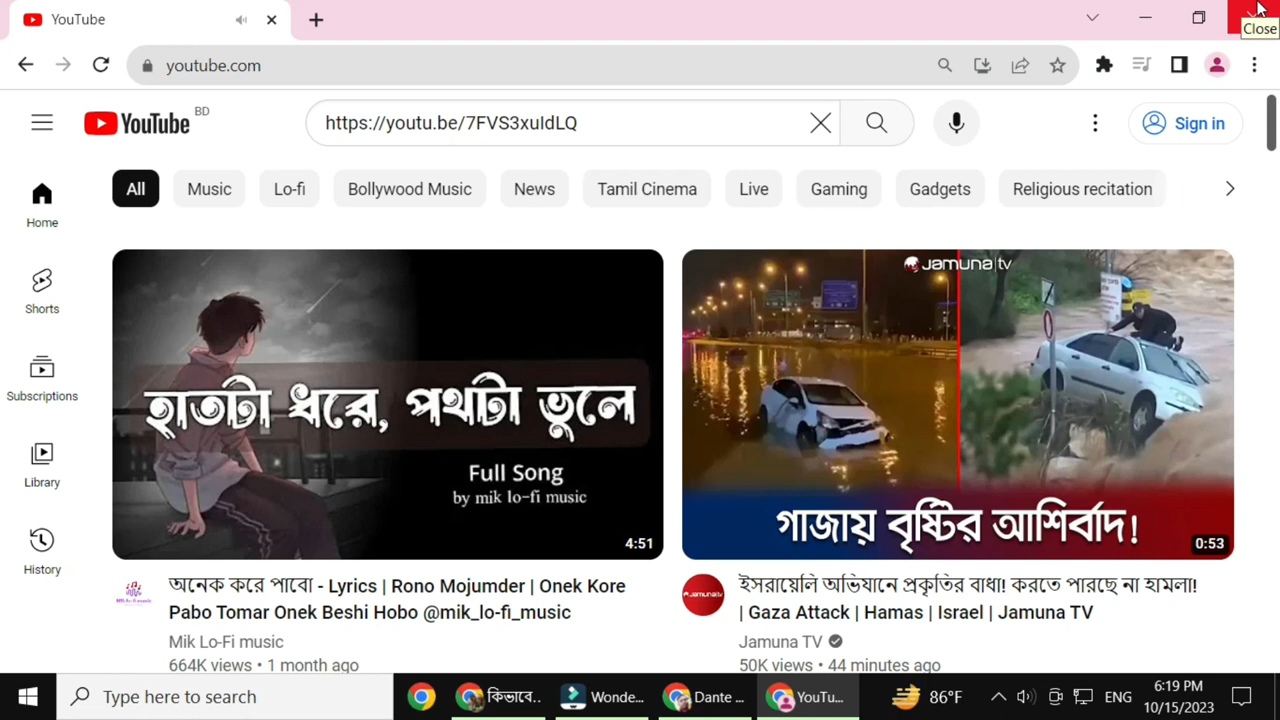 YouTube
Close
youtube.com
YouTube BD
https://youtu.be/7FVS3xuIdLQ
Sign in
All Music Lo-fi Bollywood Music News Tamil Cinema Live Gaming Gadgets Religious recitation
Home
Shorts
Subscriptions
Library
History
হাতটা ধরে, পথটা ভুলে
Full Song
by mik lo-fi music
4:51
অনেক করে পাবো - Lyrics | Rono Mojumder | Onek Kore
Pabo Tomar Onek Beshi Hobo @mik_lo-fi_music
Mik Lo-Fi music
664K views • 1 month ago
Jamuna|tv
গাজায় বৃষ্টির আশির্বাদ!
0:53
ইসরায়েলি অভিযানে প্রকৃতির বাধা! করতে পারছে না হামলা!
| Gaza Attack | Hamas | Israel | Jamuna TV
Jamuna TV
50K views • 44 minutes ago
Type here to search
কিভাবে..
Wonde...
Dante ...
YouTu...
86°F
ENG
6:19 PM
10/15/2023